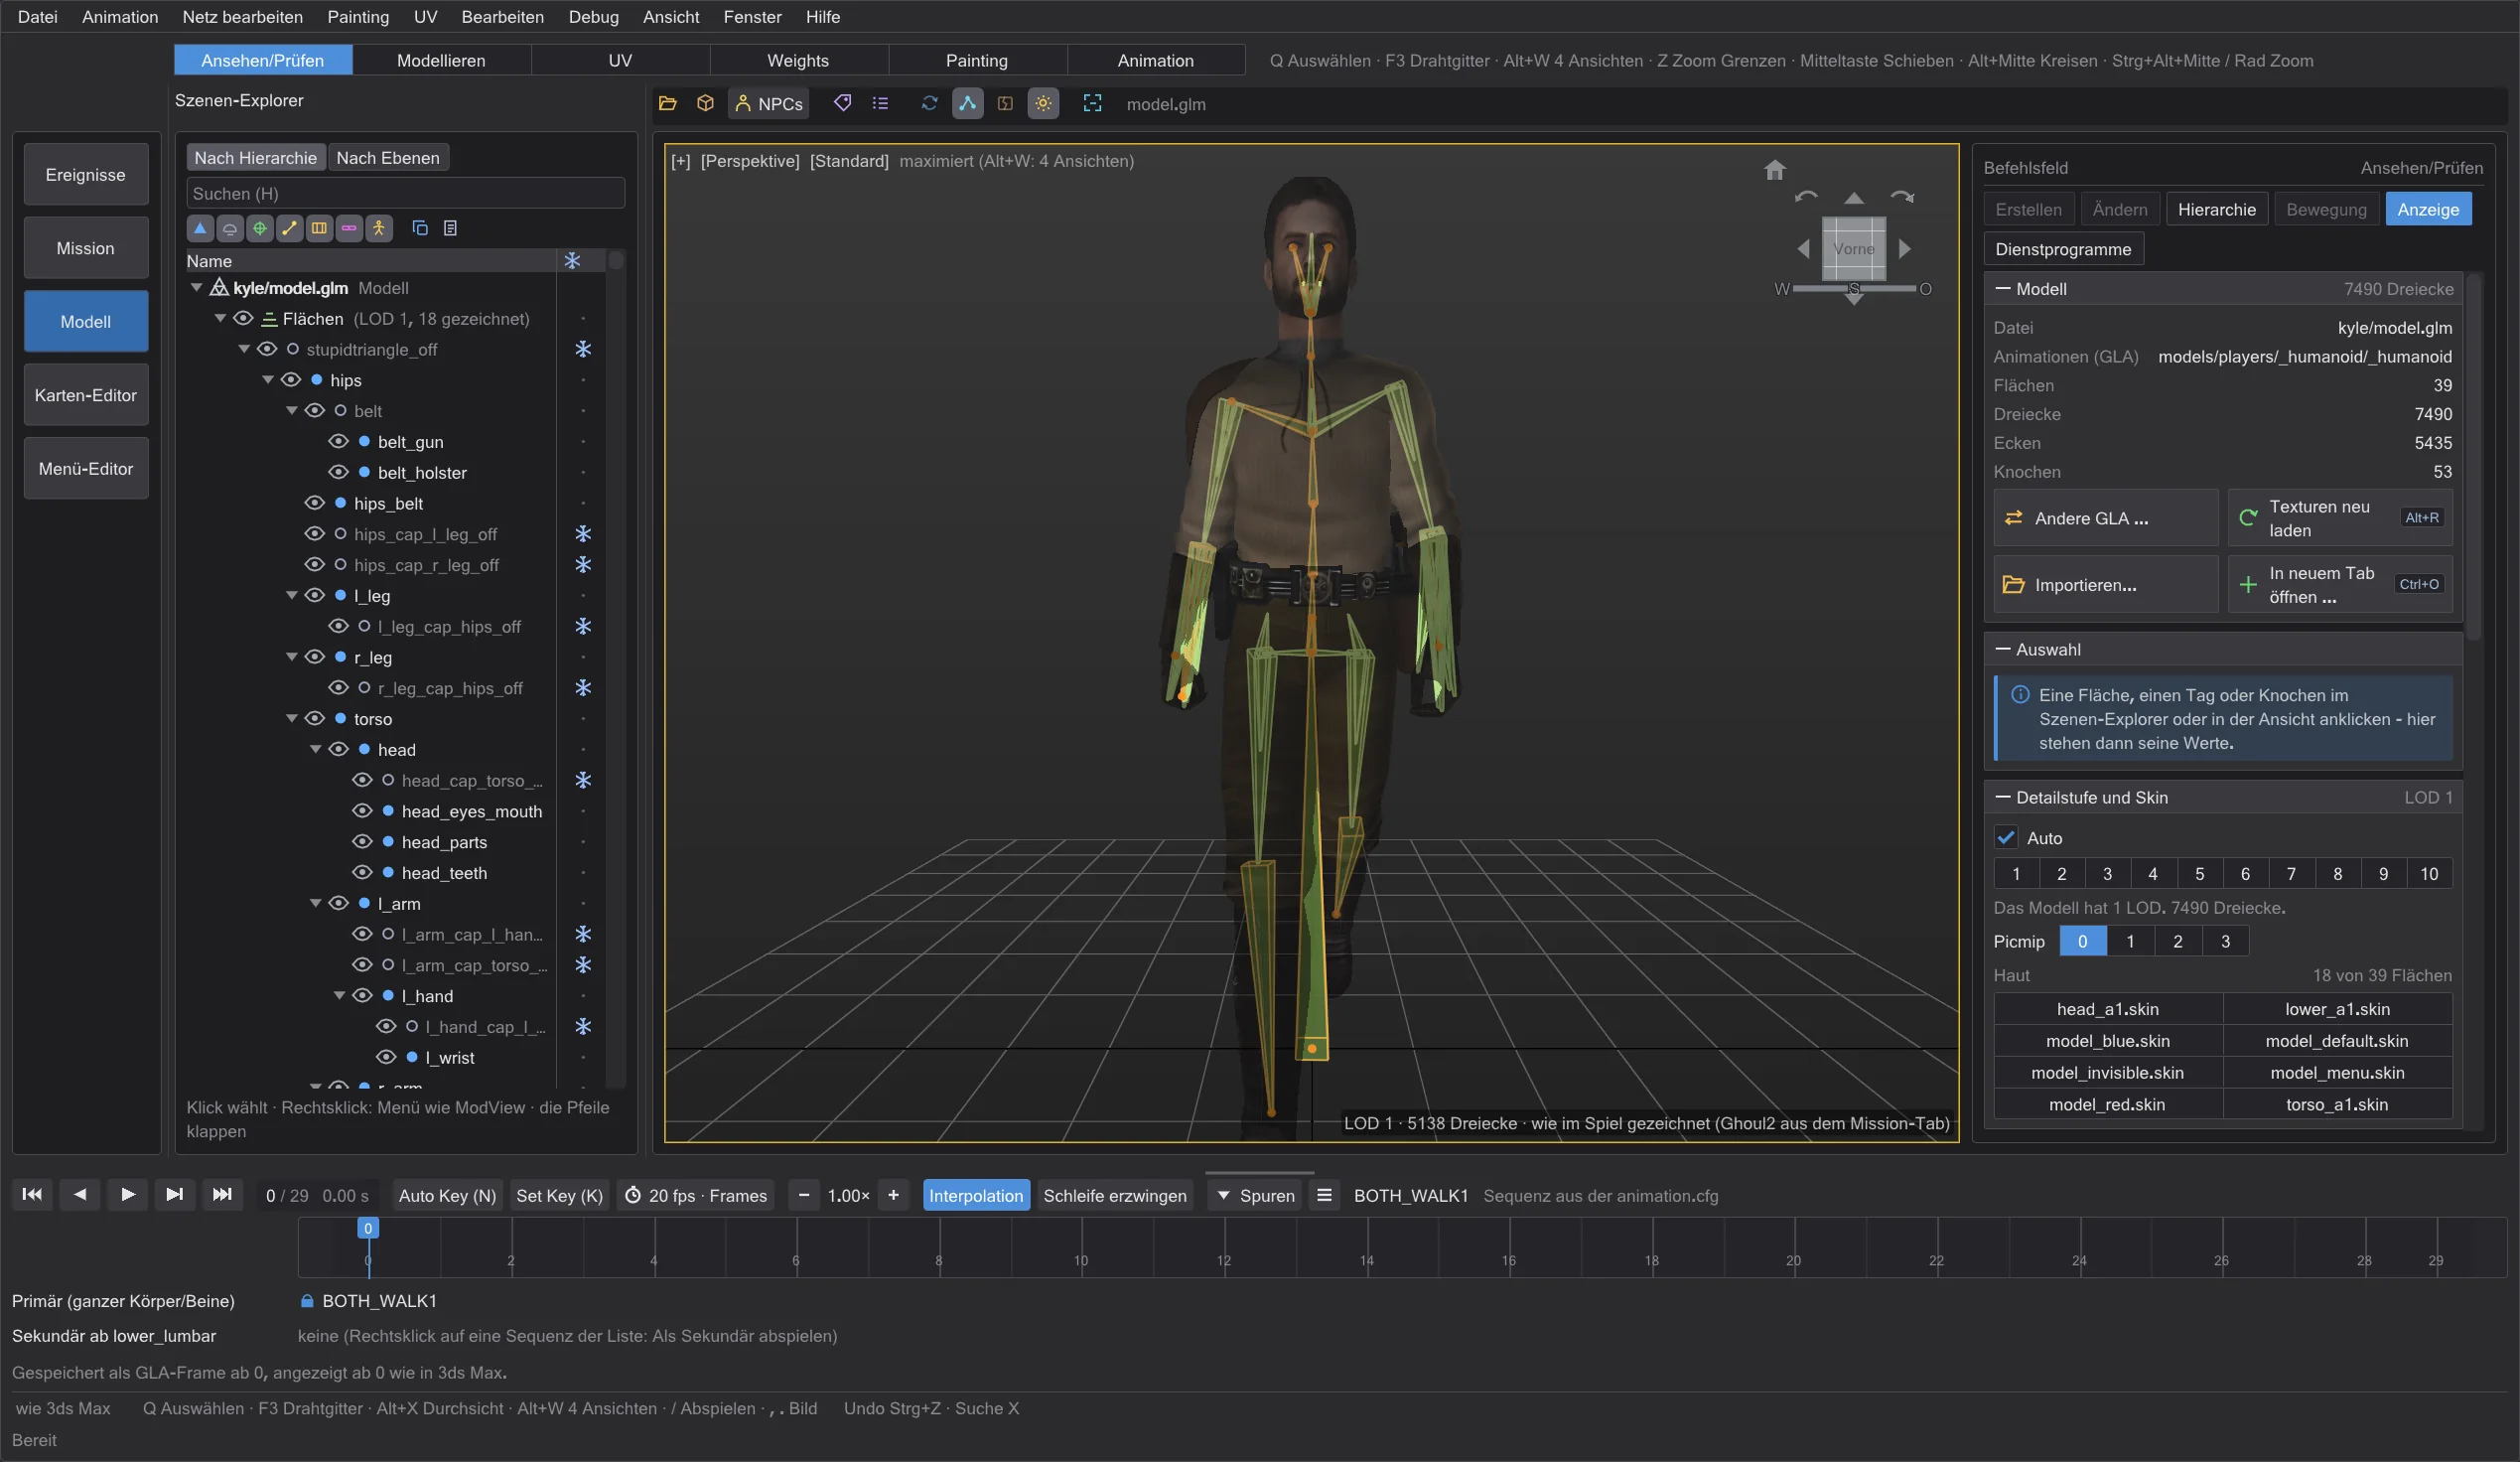 Datei Animation Netz bearbeiten Painting UV Bearbeiten Debug Ansicht Fenster Hilfe
Ansehen/Prüfen Modellieren UV Weights Painting Animation Q Auswählen · F3 Drahtgitter · Alt+W 4 Ansichten · Z Zoom Grenzen · Mitteltaste Schieben · Alt+Mitte Kreisen · Strg+Alt+Mitte / Rad Zoom
Szenen-Explorer
NPCs model.glm
Ereignisse
Mission
Modell
Karten-Editor
Menü-Editor
Nach Hierarchie Nach Ebenen
Suchen (H)
Name
kyle/model.glm Modell
Flächen (LOD 1, 18 gezeichnet)
stupidtriangle_off
hips
belt
belt_gun
belt_holster
hips_belt
hips_cap_l_leg_off
hips_cap_r_leg_off
l_leg
l_leg_cap_hips_off
r_leg
r_leg_cap_hips_off
torso
head
head_cap_torso_...
head_eyes_mouth
head_parts
head_teeth
l_arm
l_arm_cap_l_han...
l_arm_cap_torso_...
l_hand
l_hand_cap_l_...
l_wrist
r_arm
Klick wählt · Rechtsklick: Menü wie ModView · die Pfeile
klappen
[+] [Perspektive] [Standard] maximiert (Alt+W: 4 Ansichten)
Vorne
W S O
LOD 1 · 5138 Dreiecke · wie im Spiel gezeichnet (Ghoul2 aus dem Mission-Tab)
Befehlsfeld Ansehen/Prüfen
Erstellen Ändern Hierarchie Bewegung Anzeige
Dienstprogramme
Modell 7490 Dreiecke
Datei kyle/model.glm
Animationen (GLA) models/players/_humanoid/_humanoid
Flächen 39
Dreiecke 7490
Ecken 5435
Knochen 53
Andere GLA ...
Texturen neu
laden
Alt+R
Importieren...
In neuem Tab
öffnen ...
Ctrl+O
Auswahl
Eine Fläche, einen Tag oder Knochen im
Szenen-Explorer oder in der Ansicht anklicken - hier
stehen dann seine Werte.
Detailstufe und Skin LOD 1
Auto
1 2 3 4 5 6 7 8 9 10
Das Modell hat 1 LOD. 7490 Dreiecke.
Picmip 0 1 2 3
Haut 18 von 39 Flächen
head_a1.skin lower_a1.skin
model_blue.skin model_default.skin
model_invisible.skin model_menu.skin
model_red.skin torso_a1.skin
0 / 29 0.00 s Auto Key (N) Set Key (K) 20 fps · Frames − 1.00× + Interpolation Schleife erzwingen Spuren BOTH_WALK1 Sequenz aus der animation.cfg
0
0 2 4 6 8 10 12 14 16 18 20 22 24 26 28 29
Primär (ganzer Körper/Beine) BOTH_WALK1
Sekundär ab lower_lumbar keine (Rechtsklick auf eine Sequenz der Liste: Als Sekundär abspielen)
Gespeichert als GLA-Frame ab 0, angezeigt ab 0 wie in 3ds Max.
wie 3ds Max Q Auswählen · F3 Drahtgitter · Alt+X Durchsicht · Alt+W 4 Ansichten · / Abspielen · , . Bild Undo Strg+Z · Suche X
Bereit